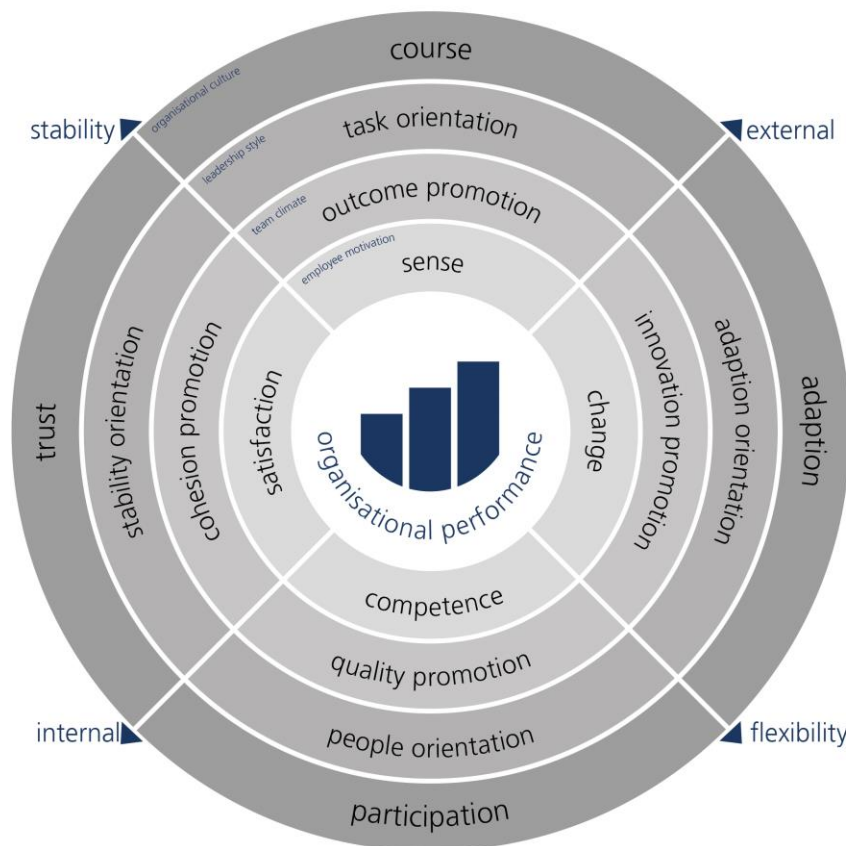 course
organisational culture
stability
external
task orientation
leadership style
outcome promotion
team climate
employee motivation
sense
trust
stability orientation
cohesion promotion
satisfaction
organisational performance
change
innovation promotion
adaption orientation
adaption
competence
quality promotion
internal
people orientation
flexibility
participation